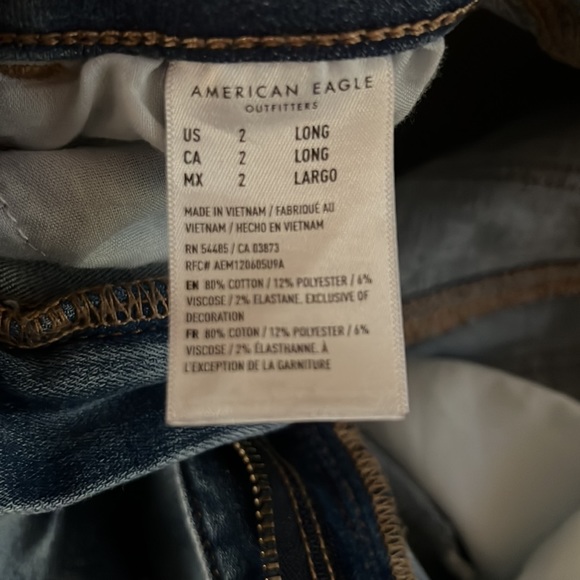 AMERICAN EAGLE
OUTFITTERS
US 2 LONG
CA 2 LONG
MX 2 LARGO
MADE IN VIETNAM / FABRIQUÉ AU
VIETNAM / HECHO EN VIETNAM
RN 54485 / CA 03873
RFC# AEM120605U9A
EN 80% COTTON / 12% POLYESTER / 6%
VISCOSE / 2% ELASTANE. EXCLUSIVE OF
DECORATION
FR 80% COTON / 12% POLYESTER / 6%
VISCOSE / 2% ÉLASTHANNE. À
L'EXCEPTION DE LA GARNITURE